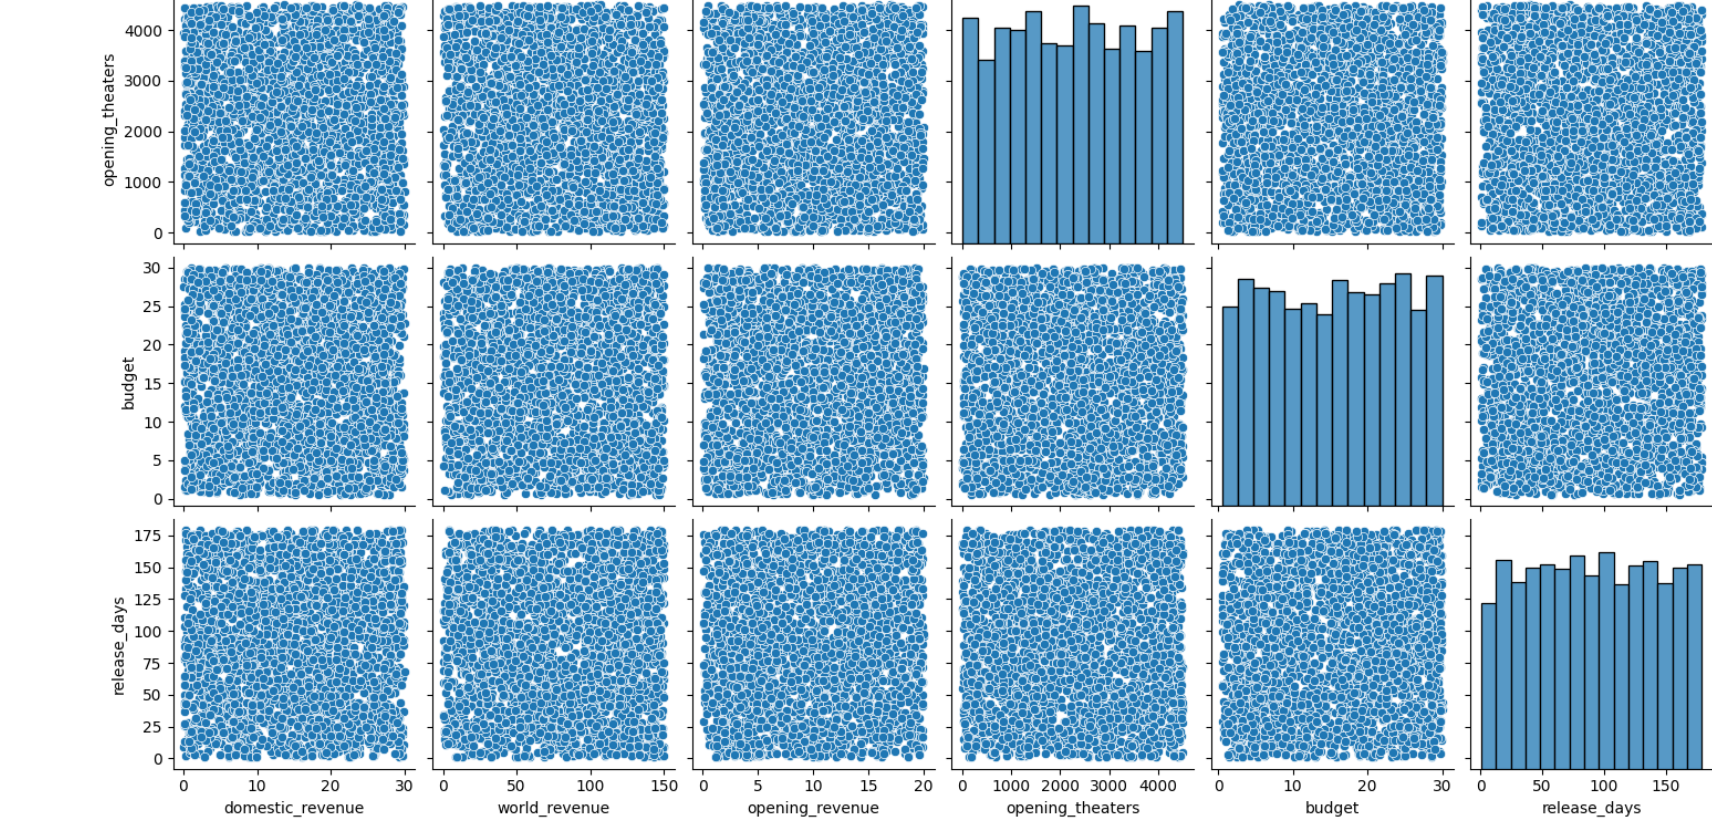 4000
3000
2000
1000
0
opening_theaters
30
25
20
15
10
5
0
budget
175
150
125
100
75
50
25
0
release_days
0 10 20 30
0 50 100 150
0 5 10 15 20
0 1000 2000 3000 4000
0 10 20 30
0 50 100 150
domestic_revenue
world_revenue
opening_revenue
opening_theaters
budget
release_days